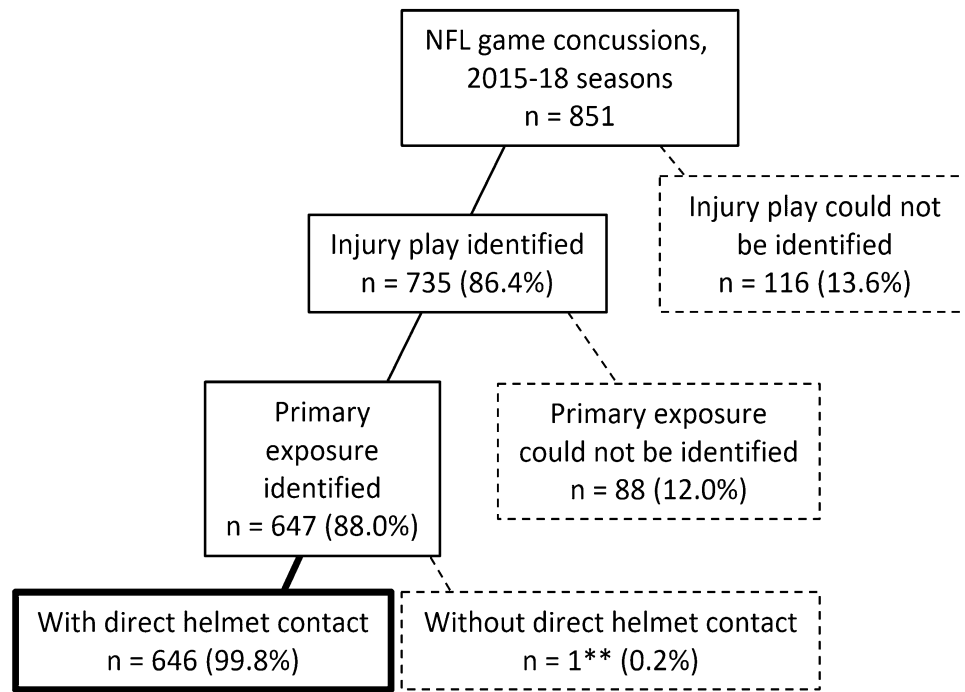 NFL game concussions,
2015-18 seasons
n = 851
Injury play could not
be identified
n = 116 (13.6%)
Injury play identified
n = 735 (86.4%)
Primary
exposure
identified
n = 647 (88.0%)
Primary exposure
could not be identified
n = 88 (12.0%)
With direct helmet contact
n = 646 (99.8%)
Without direct helmet contact
n = 1** (0.2%)